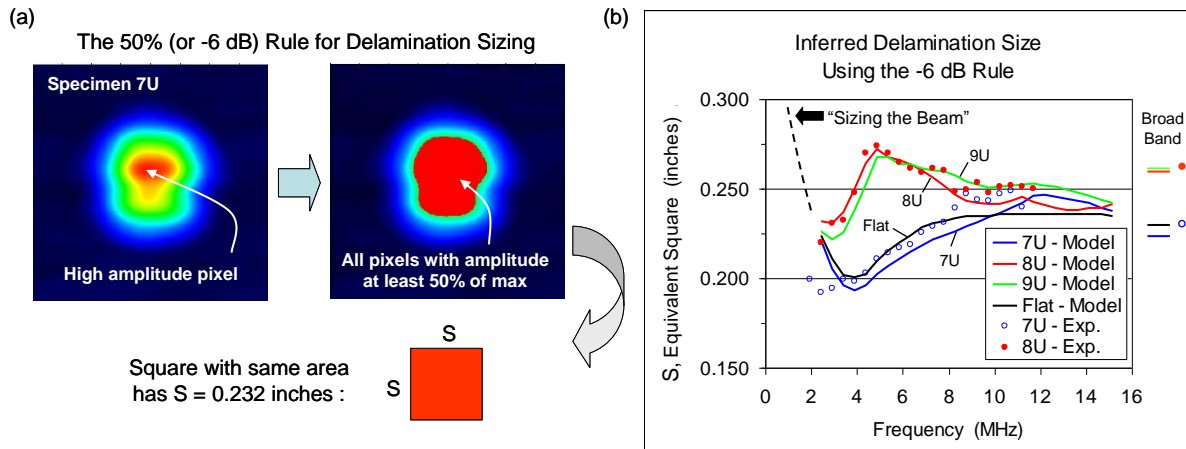 (a)
The 50% (or -6 dB) Rule for Delamination Sizing
Specimen 7U
High amplitude pixel
All pixels with amplitude
at least 50% of max
S
S
Square with same area
has S = 0.232 inches :
(b)
Inferred Delamination Size
Using the -6 dB Rule
S, Equivalent Square (inches)
0.300
0.250
0.200
0.150
"Sizing the Beam"
9U
8U
Flat
7U
7U - Model
8U - Model
9U - Model
Flat - Model
7U - Exp.
8U - Exp.
0 2 4 6 8 10 12 14 16
Frequency (MHz)
Broad
Band